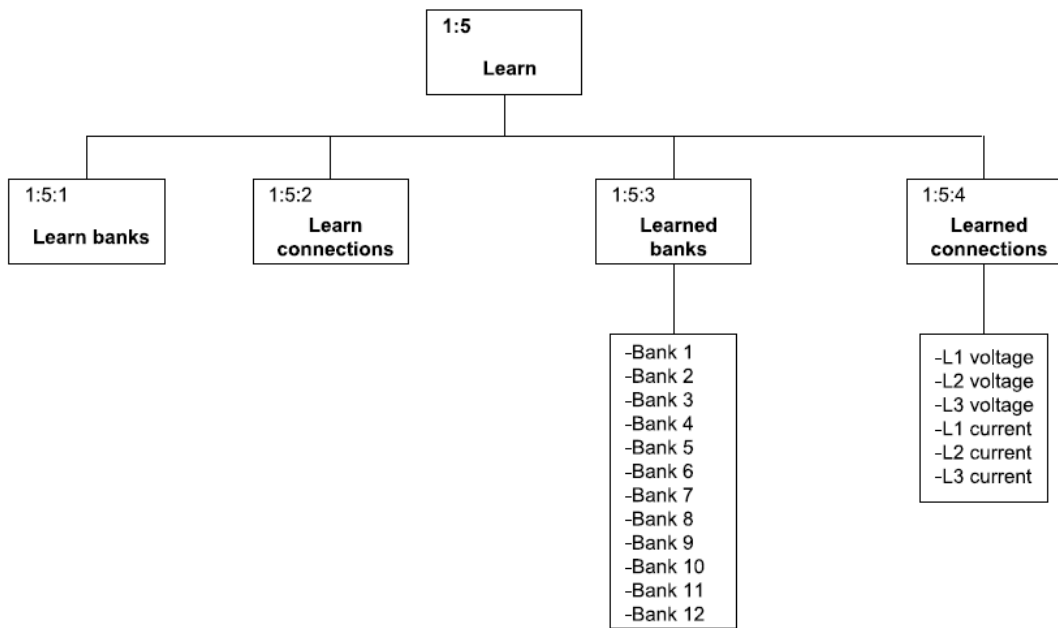 1:5
Learn
1:5:1
Learn banks
1:5:2
Learn
connections
1:5:3
Learned
banks
1:5:4
Learned
connections
-Bank 1
-Bank 2
-Bank 3
-Bank 4
-Bank 5
-Bank 6
-Bank 7
-Bank 8
-Bank 9
-Bank 10
-Bank 11
-Bank 12
-L1 voltage
-L2 voltage
-L3 voltage
-L1 current
-L2 current
-L3 current